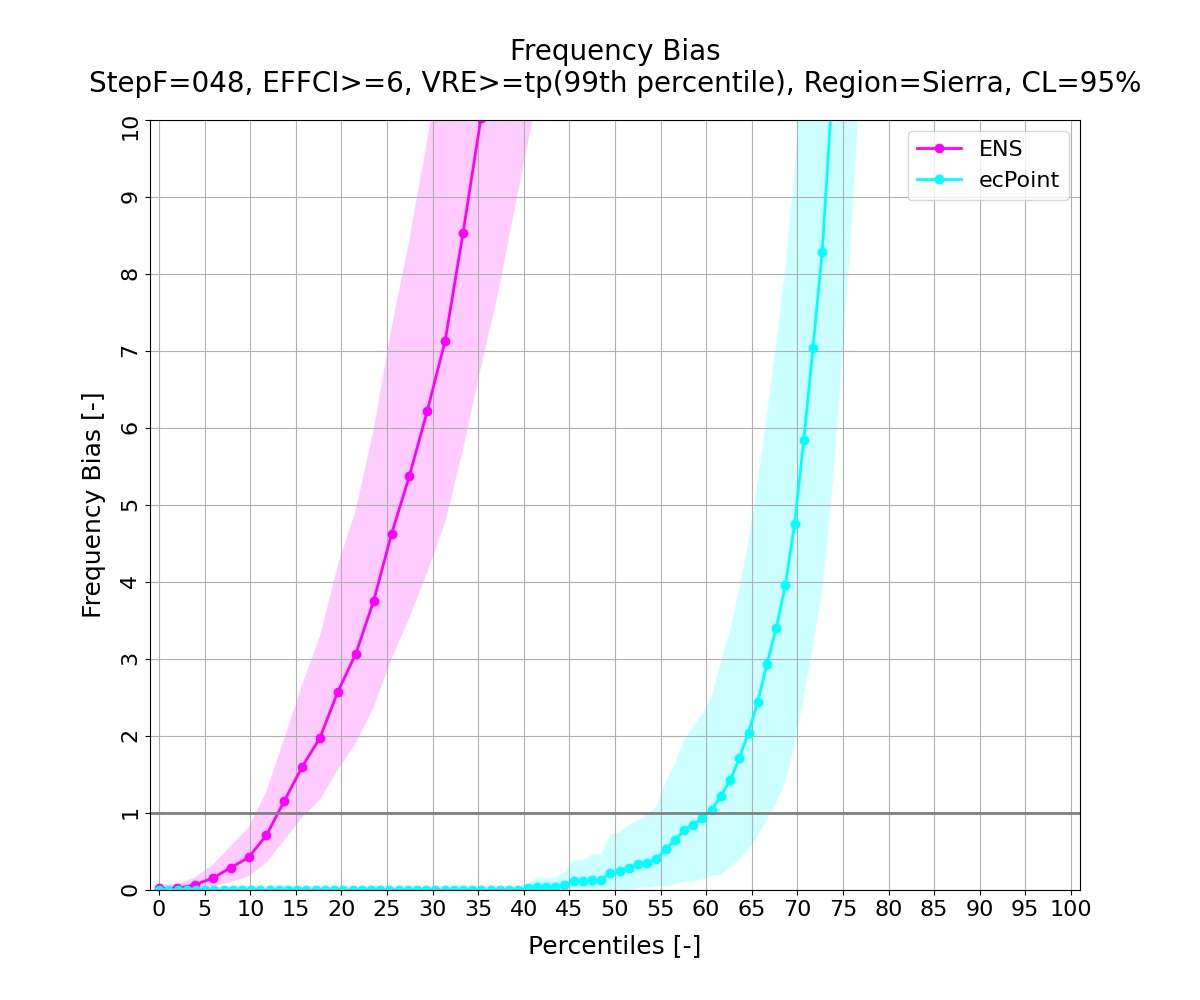 Frequency Bias
StepF=048, EFFCI>=6, VRE>=tp(99th percentile), Region=Sierra, CL=95%
ENS
ecPoint
Frequency Bias [-]
10
9
8
7
6
5
4
3
2
1
0
0 5 10 15 20 25 30 35 40 45 50 55 60 65 70 75 80 85 90 95 100
Percentiles [-]